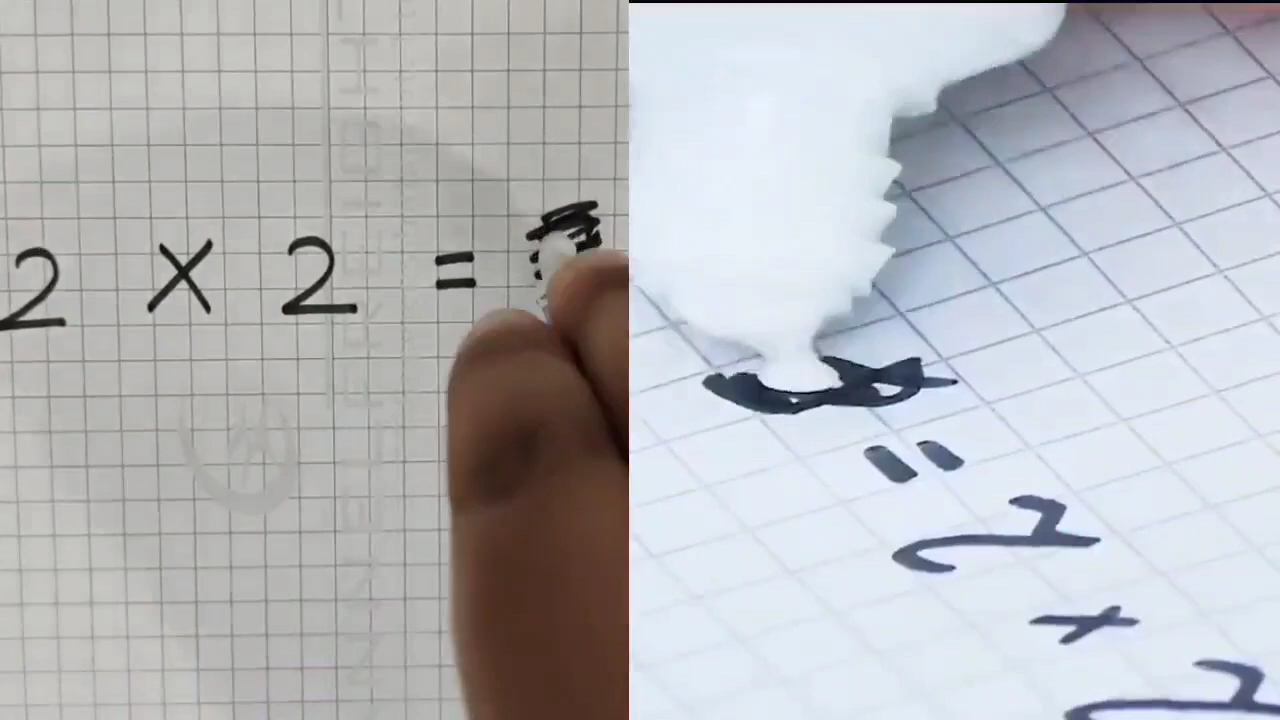 2 × 2 =
2 × 2 =